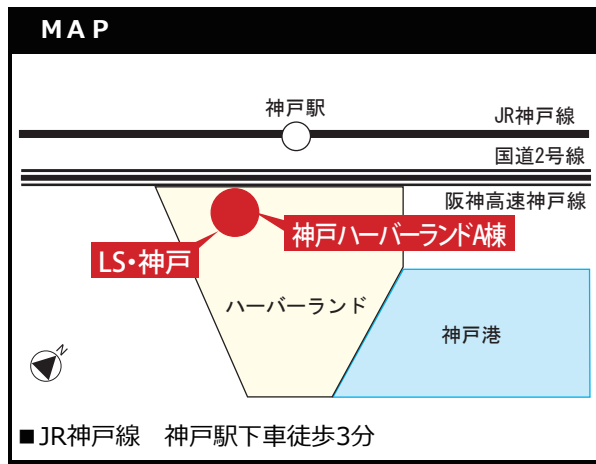 MAP
神戸駅
JR神戸線
国道2号線
阪神高速神戸線
神戸ハーバーランドA棟
LS・神戸
ハーバーランド
神戸港
N
■JR神戸線　神戸駅下車徒歩3分